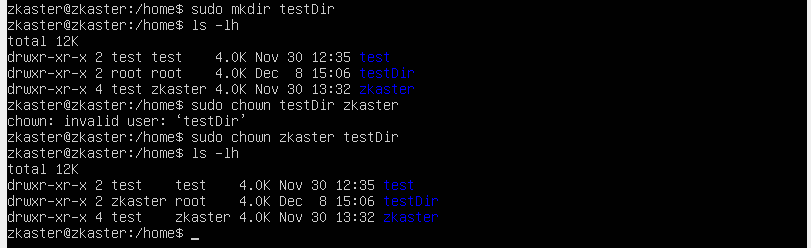 zkaster@zkaster:/home$ sudo mkdir testDir
zkaster@zkaster:/home$ ls -lh
total 12K
drwxr-xr-x 2 test test    4.0K Nov 30 12:35 test
drwxr-xr-x 2 root root    4.0K Dec  8 15:06 testDir
drwxr-xr-x 4 test zkaster 4.0K Nov 30 13:32 zkaster
zkaster@zkaster:/home$ sudo chown testDir zkaster
chown: invalid user: ‘testDir’
zkaster@zkaster:/home$ sudo chown zkaster testDir
zkaster@zkaster:/home$ ls -lh
total 12K
drwxr-xr-x 2 test    test    4.0K Nov 30 12:35 test
drwxr-xr-x 2 zkaster root    4.0K Dec  8 15:06 testDir
drwxr-xr-x 4 test    zkaster 4.0K Nov 30 13:32 zkaster
zkaster@zkaster:/home$ _